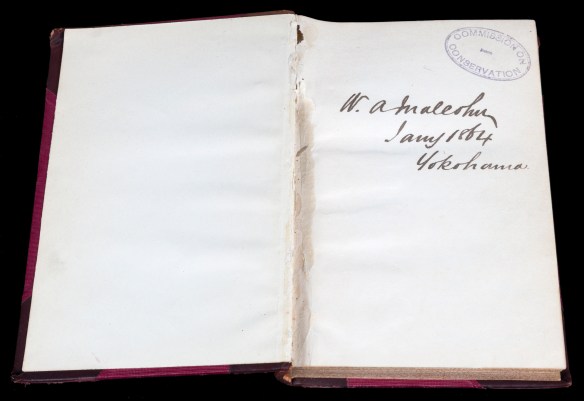 COMMISSION ON
CONSERVATION
W. A Malcolm
Jany 1864
Yokohama